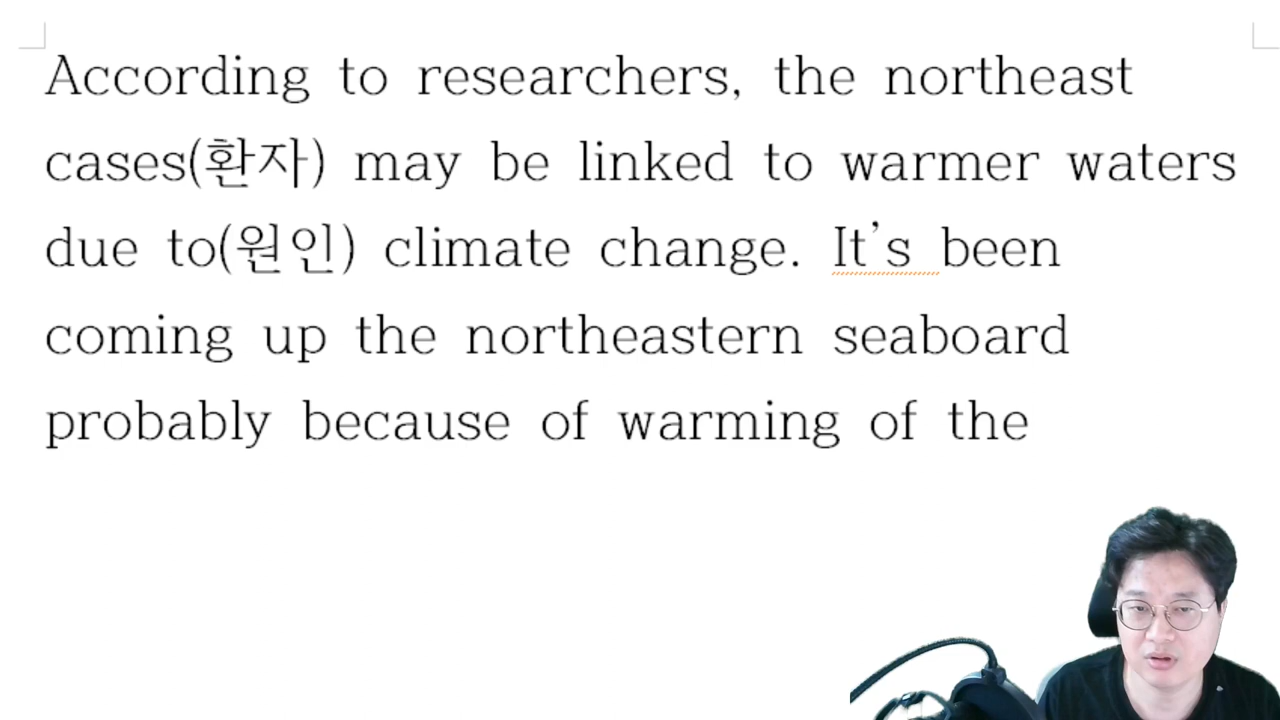 According to researchers, the northeast
cases(환자) may be linked to warmer waters
due to(원인) climate change. It's been
coming up the northeastern seaboard
probably because of warming of the